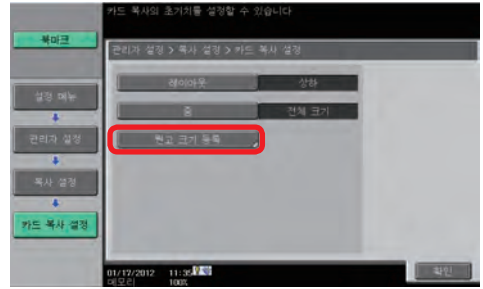 카드 복사의 초기치를 설정할 수 있습니다
북마크
관리자 설정 > 복사 설정 > 카드 복사 설정
레이아웃 상하
설정 메뉴
줌 전체 크기
관리자 설정
원고 크기 등록
복사 설정
카드 복사 설정
01/17/2012 11:35
메모리 100%
확인